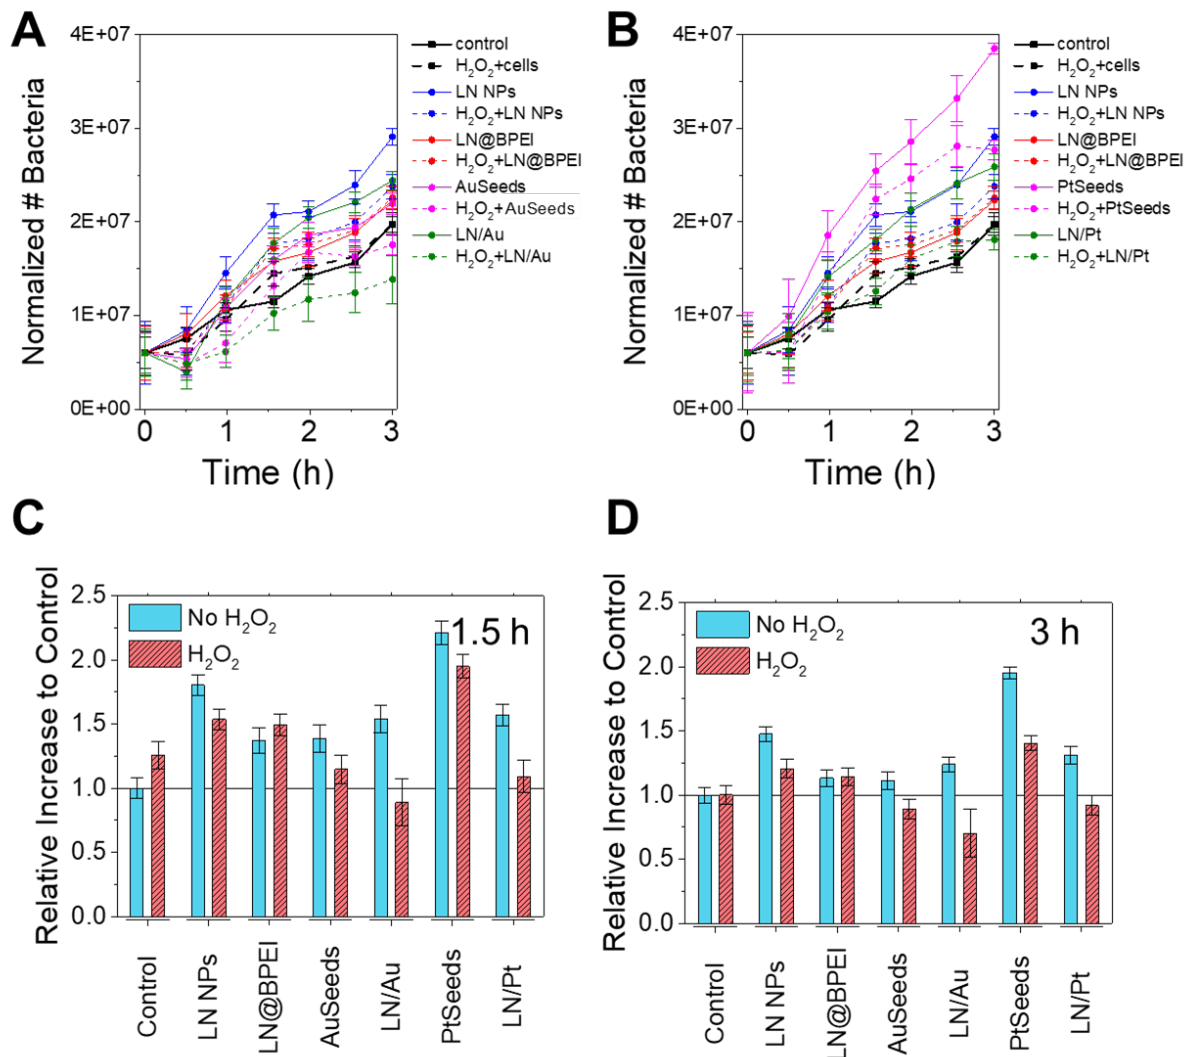 A
Normalized # Bacteria
4E+07
3E+07
2E+07
1E+07
0E+00
0
1
2
3
Time (h)
control
H₂O₂+cells
LN NPs
H₂O₂+LN NPs
LN@BPEI
H₂O₂+LN@BPEI
AuSeeds
H₂O₂+AuSeeds
LN/Au
H₂O₂+LN/Au
B
Normalized # Bacteria
4E+07
3E+07
2E+07
1E+07
0E+00
0
1
2
3
Time (h)
control
H₂O₂+cells
LN NPs
H₂O₂+LN NPs
LN@BPEI
H₂O₂+LN@BPEI
PtSeeds
H₂O₂+PtSeeds
LN/Pt
H₂O₂+LN/Pt
C
Relative Increase to Control
2.5
2.0
1.5
1.0
0.5
0.0
No H₂O₂
H₂O₂
1.5 h
Control
LN NPs
LN@BPEI
AuSeeds
LN/Au
PtSeeds
LN/Pt
D
Relative Increase to Control
2.5
2.0
1.5
1.0
0.5
0.0
No H₂O₂
H₂O₂
3 h
Control
LN NPs
LN@BPEI
AuSeeds
LN/Au
PtSeeds
LN/Pt